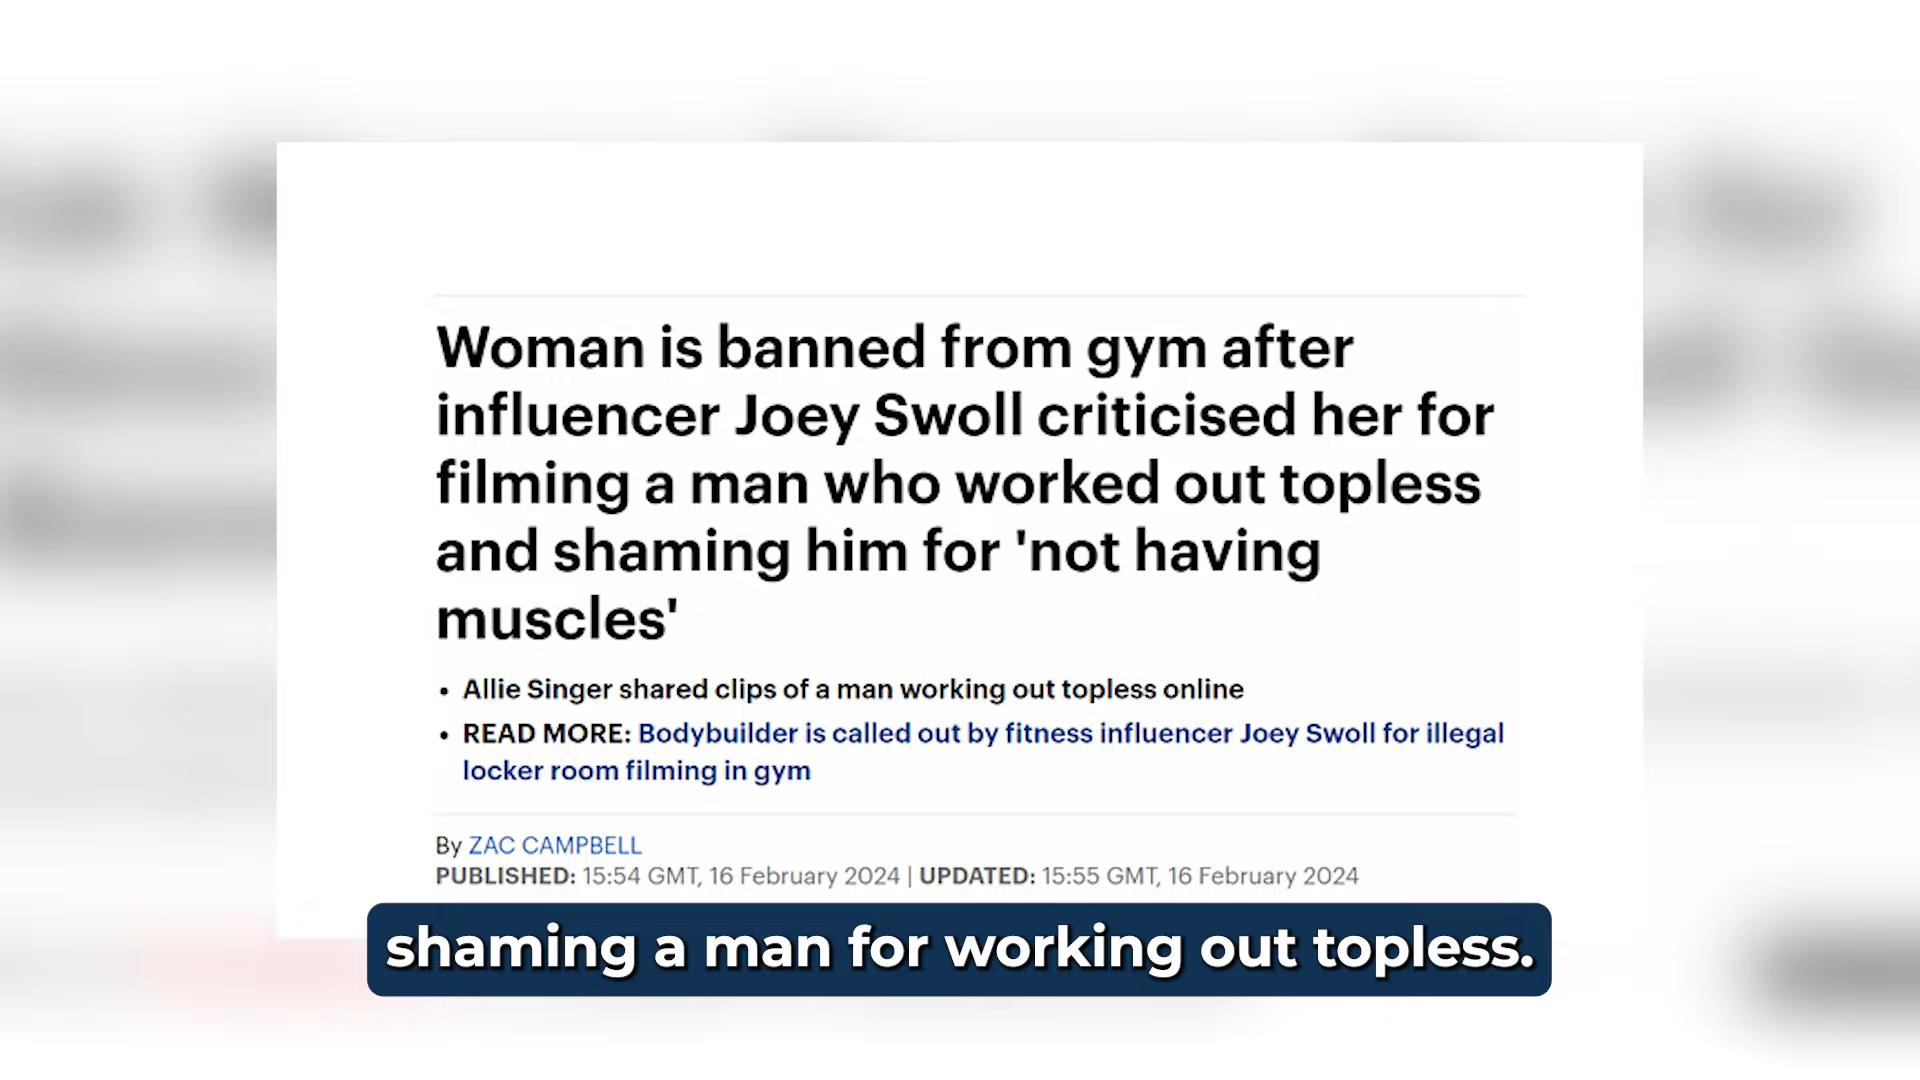 Woman is banned from gym after
influencer Joey Swoll criticised her for
filming a man who worked out topless
and shaming him for 'not having
muscles'
• Allie Singer shared clips of a man working out topless online
• READ MORE: Bodybuilder is called out by fitness influencer Joey Swoll for illegal
locker room filming in gym
By ZAC CAMPBELL
PUBLISHED: 15:54 GMT, 16 February 2024 | UPDATED: 15:55 GMT, 16 February 2024
shaming a man for working out topless.